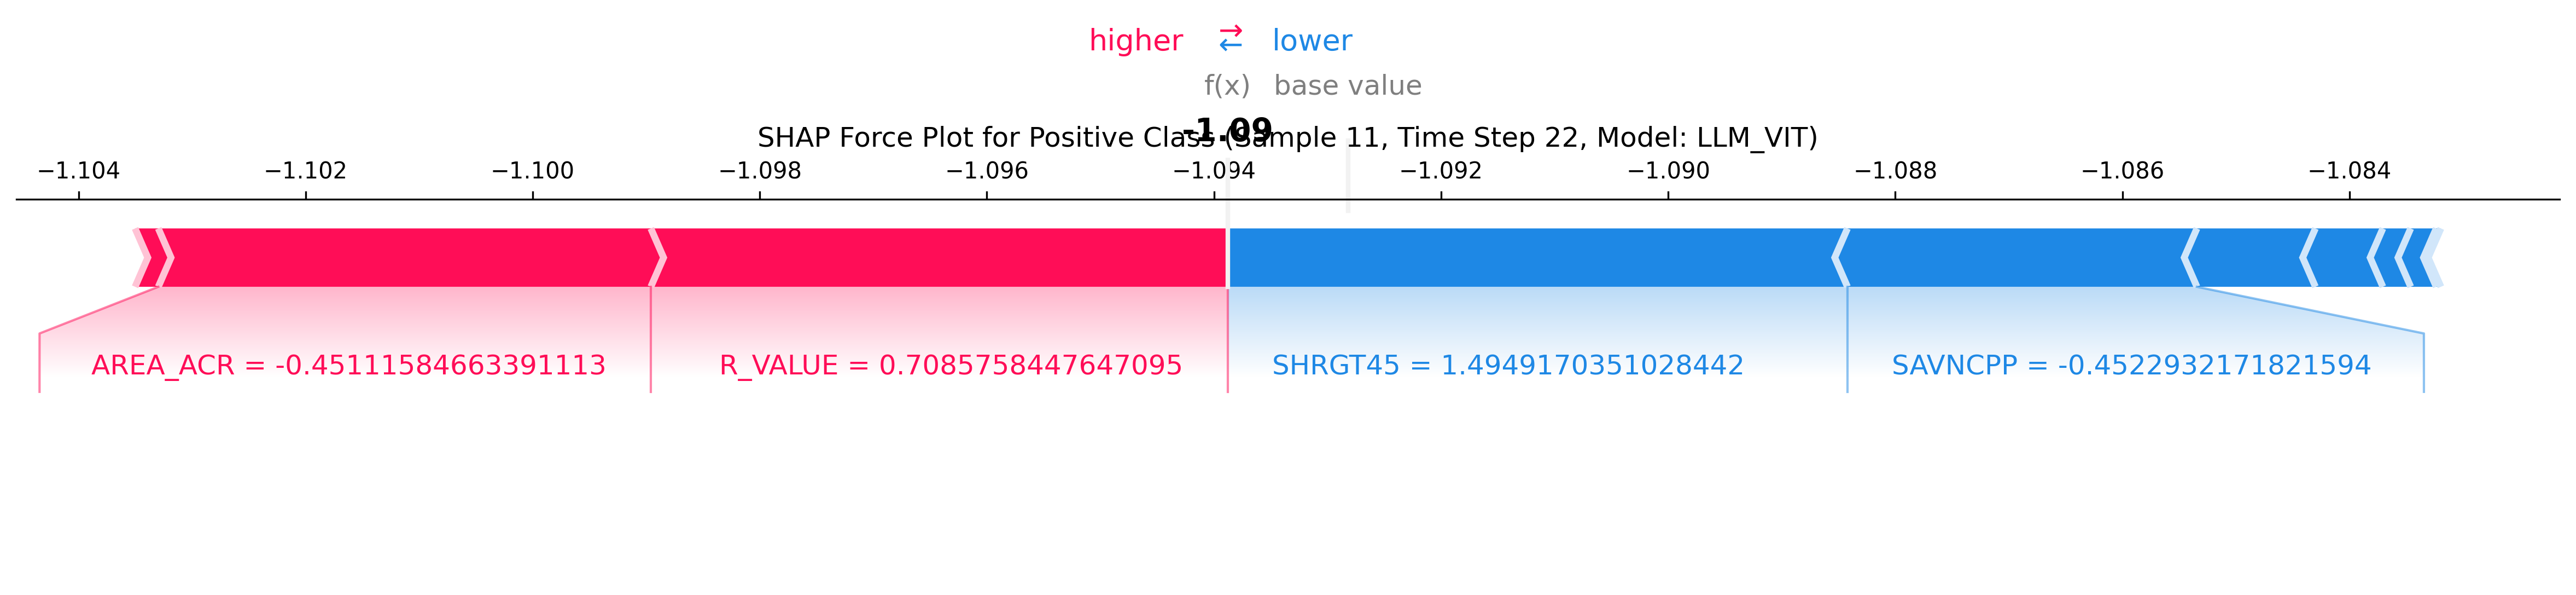 higher ⇄ lower
f(x) base value
-1.09
SHAP Force Plot for Positive Class (Sample 11, Time Step 22, Model: LLM_VIT)
−1.104 −1.102 −1.100 −1.098 −1.096 −1.094 −1.092 −1.090 −1.088 −1.086 −1.084
AREA_ACR = -0.45111584663391113 R_VALUE = 0.7085758447647095 SHRGT45 = 1.4949170351028442 SAVNCPP = -0.4522932171821594